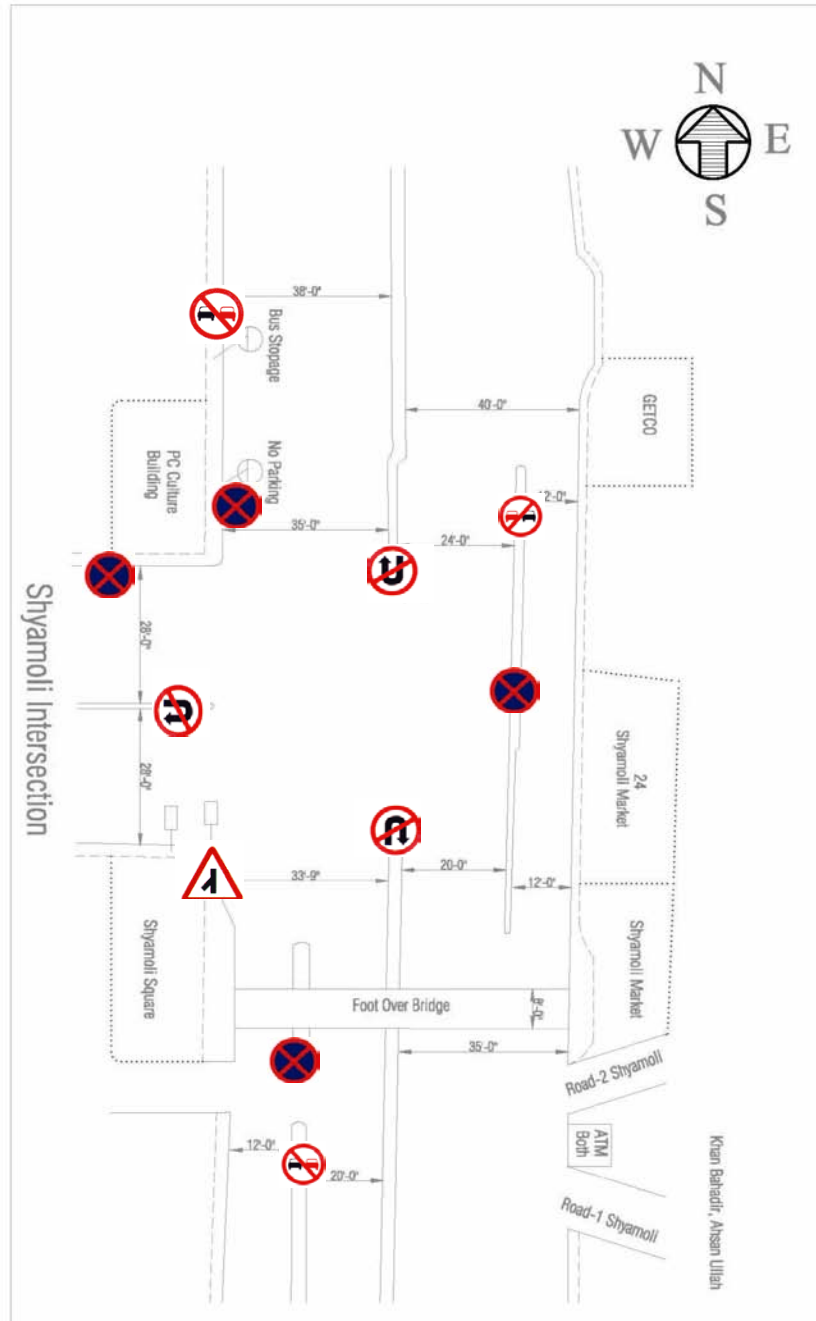 N
W E
S
38'-0"
Bus Stopage
40'-0"
GETCO
PC Culture
Building
No Parking
2'-0"
35'-0"
24'-0"
28'-0"
Shyamoli Intersection
28'-0"
24
Shyamoli Market
33'-9"
20'-0"
12'-0"
Shyamoli Square
Shyamoli Market
Foot Over Bridge
8'-0"
35'-0"
Road-2 Shyamoli
ATM
Both
12'-0"
20'-0"
Road-1 Shyamoli
Khan Bahadir, Ahsan Ullah